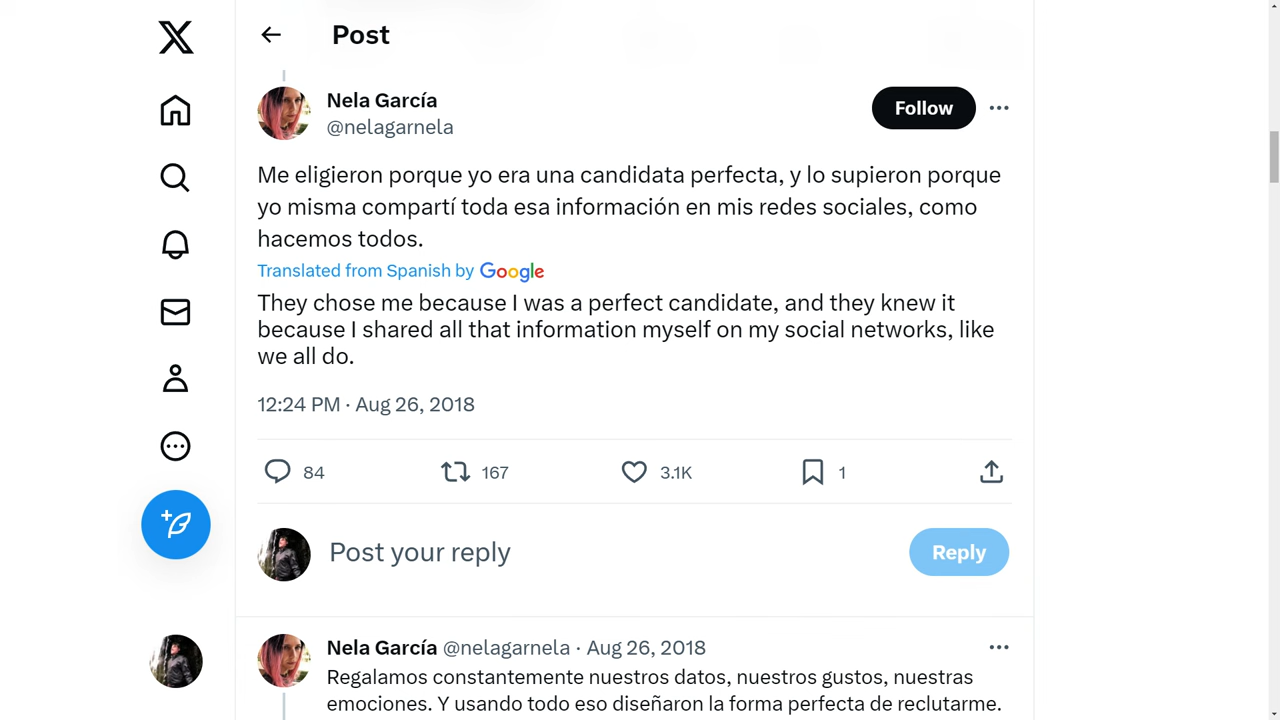 Post
Nela García
@nelagarnela
Follow
Me eligieron porque yo era una candidata perfecta, y lo supieron porque
yo misma compartí toda esa información en mis redes sociales, como
hacemos todos.
Translated from Spanish by Google
They chose me because I was a perfect candidate, and they knew it
because I shared all that information myself on my social networks, like
we all do.
12:24 PM · Aug 26, 2018
84 167 3.1K 1
Post your reply
Reply
Nela García @nelagarnela · Aug 26, 2018
Regalamos constantemente nuestros datos, nuestros gustos, nuestras
emociones. Y usando todo eso diseñaron la forma perfecta de reclutarme.